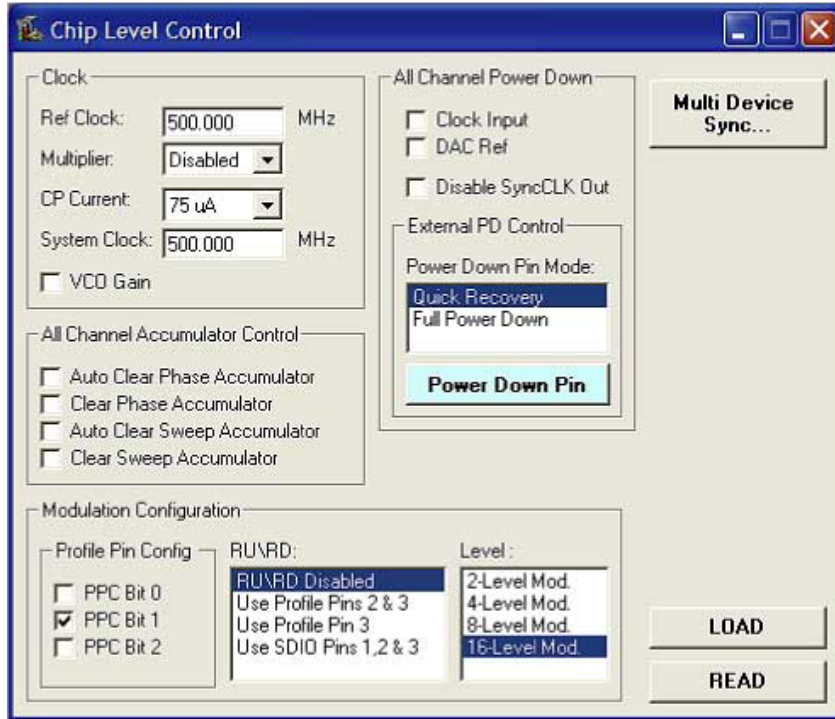 Chip Level Control
Clock
Ref Clock: 500.000 MHz
Multiplier: Disabled
CP Current: 75 uA
System Clock: 500.000 MHz
VCO Gain
All Channel Accumulator Control
Auto Clear Phase Accumulator
Clear Phase Accumulator
Auto Clear Sweep Accumulator
Clear Sweep Accumulator
All Channel Power Down
Clock Input
DAC Ref
Disable SyncCLK Out
External PD Control
Power Down Pin Mode:
Quick Recovery
Full Power Down
Power Down Pin
Multi Device
Sync...
Modulation Configuration
Profile Pin Config
PPC Bit 0
PPC Bit 1
PPC Bit 2
RU\RD:
RU\RD Disabled
Use Profile Pins 2 & 3
Use Profile Pin 3
Use SDIO Pins 1,2 & 3
Level :
2-Level Mod.
4-Level Mod.
8-Level Mod.
16-Level Mod.
LOAD
READ